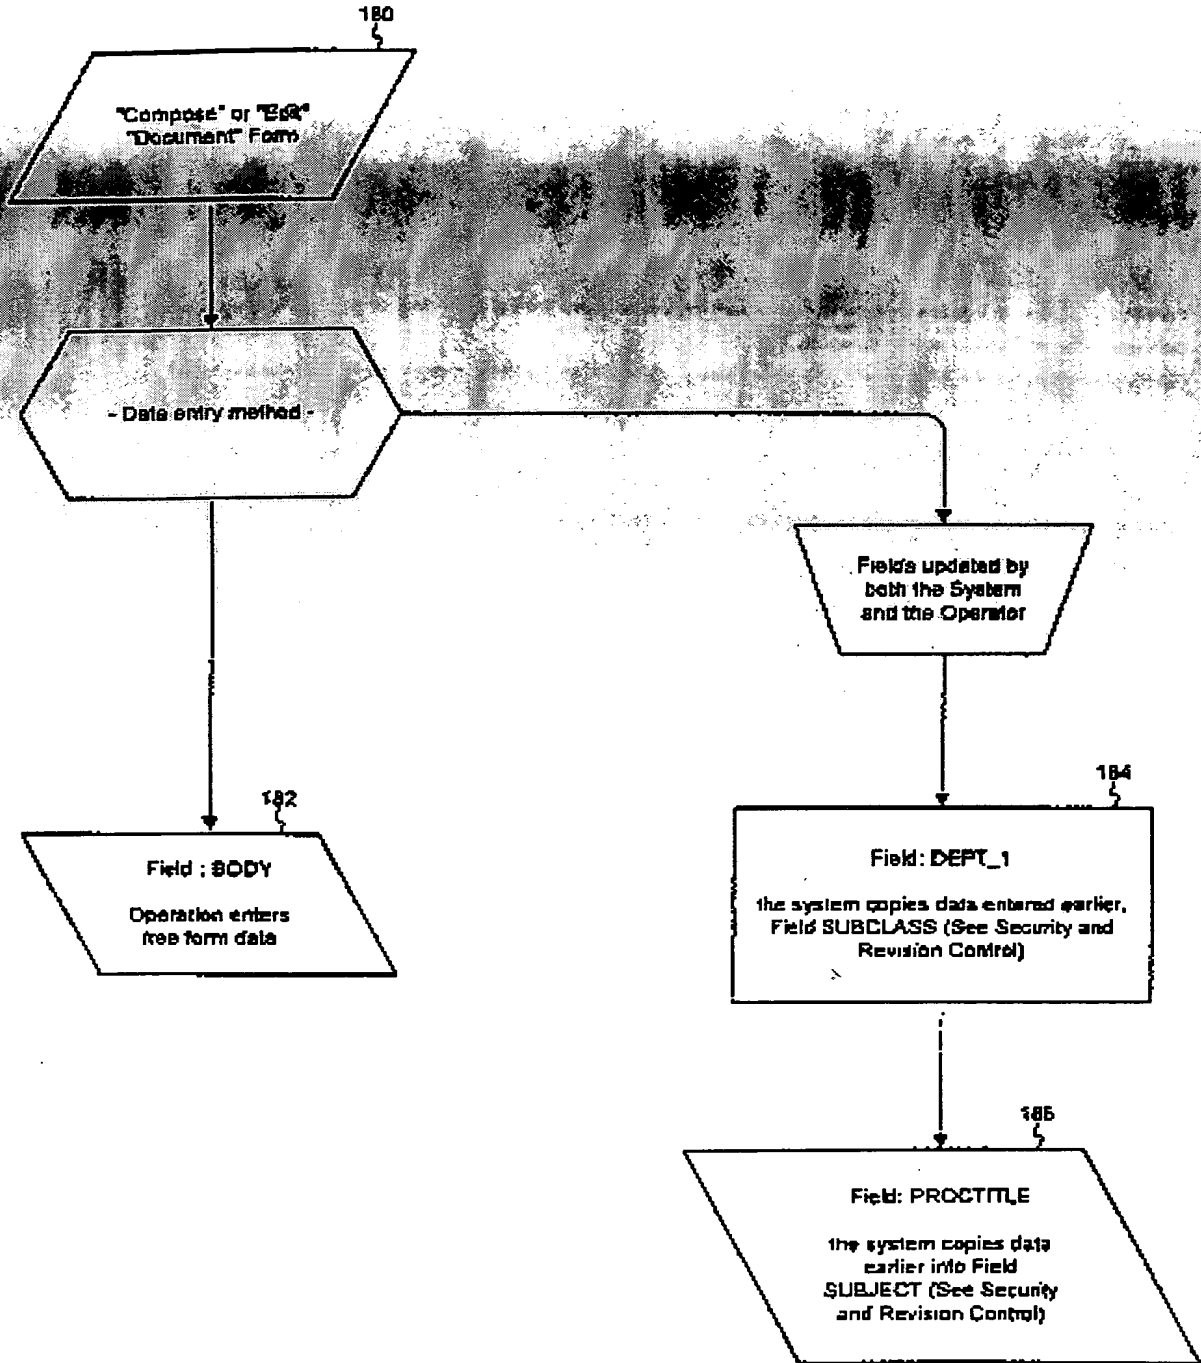 180
"Compose" or "Edit"
"Document" Form
- Data entry method -
Fields updated by
both the System
and the Operator
182
Field : BODY
Operation enters
free form data
184
Field: DEPT_1
the system copies data entered earlier,
Field SUBCLASS (See Security and
Revision Control)
186
Field: PROCTITLE
the system copies data
earlier into Field
SUBJECT (See Security
and Revision Control)